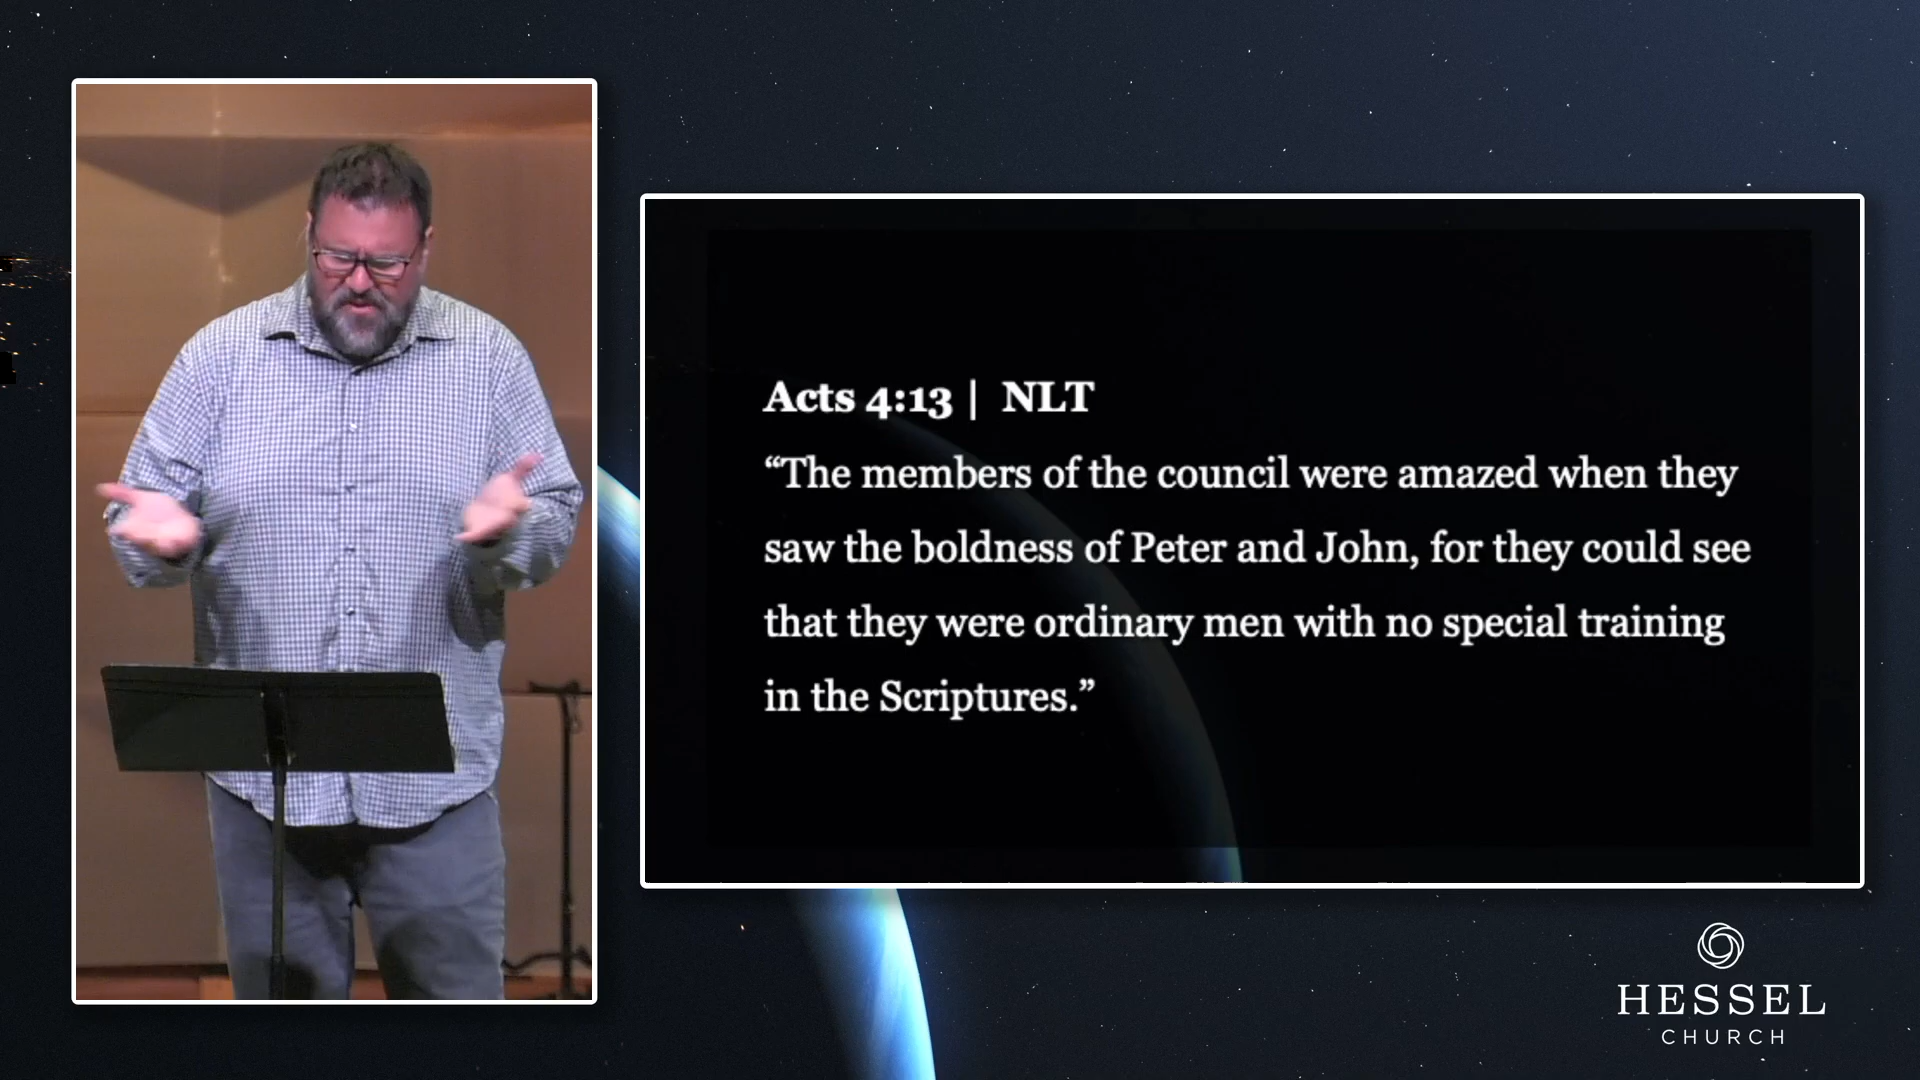 Acts 4:13 | NLT
“The members of the council were amazed when they
saw the boldness of Peter and John, for they could see
that they were ordinary men with no special training
in the Scriptures.”
HESSEL
CHURCH